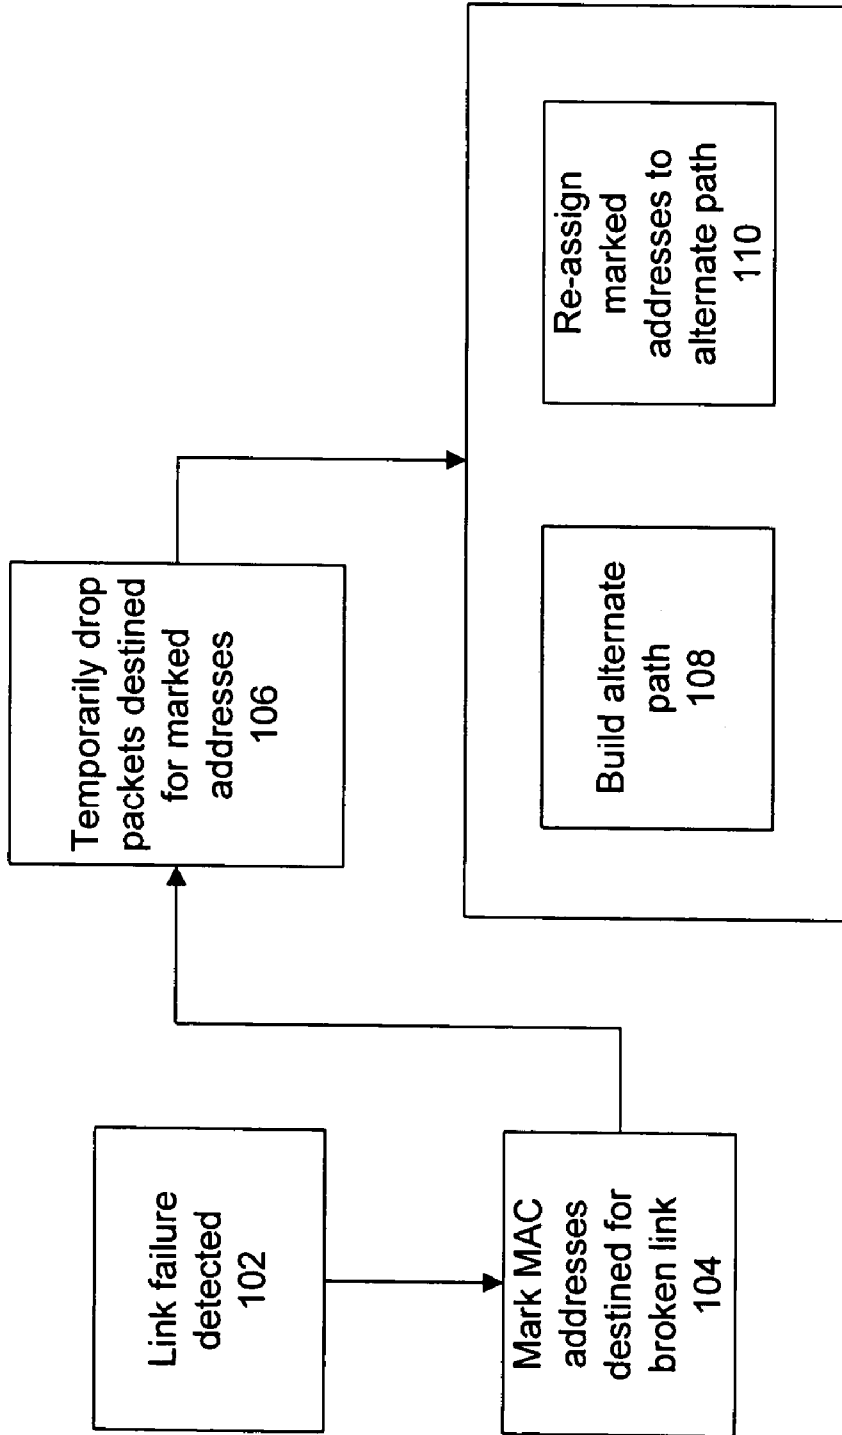 Link failure
detected
102
Mark MAC
addresses
destined for
broken link
104
Temporarily drop
packets destined
for marked
addresses
106
Build alternate
path
108
Re-assign
marked
addresses to
alternate path
110